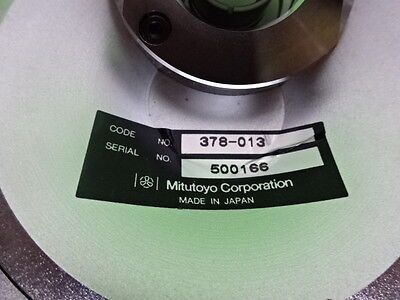 CODE NO. 378-013
SERIAL NO. 500166
Mitutoyo Corporation
MADE IN JAPAN